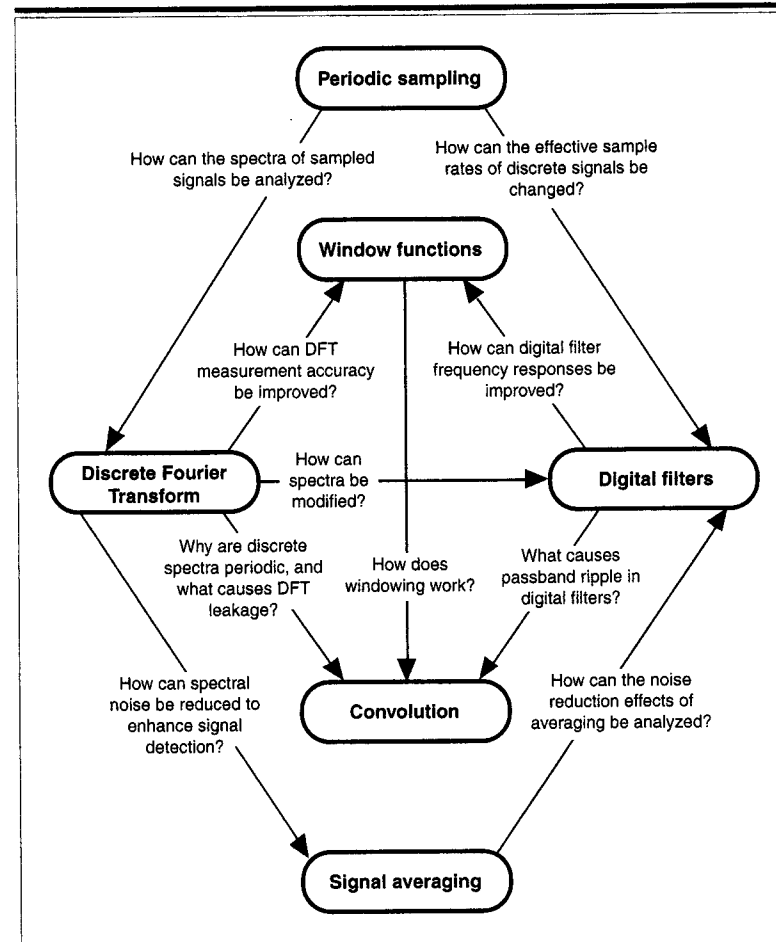 Periodic sampling
How can the spectra of sampled
signals be analyzed?
How can the effective sample
rates of discrete signals be
changed?
Window functions
How can DFT
measurement accuracy
be improved?
How can digital filter
frequency responses be
improved?
Discrete Fourier
Transform
How can
spectra be
modified?
Digital filters
Why are discrete
spectra periodic, and
what causes DFT
leakage?
How does
windowing work?
What causes
passband ripple in
digital filters?
How can spectral
noise be reduced to
enhance signal
detection?
Convolution
How can the noise
reduction effects of
averaging be analyzed?
Signal averaging